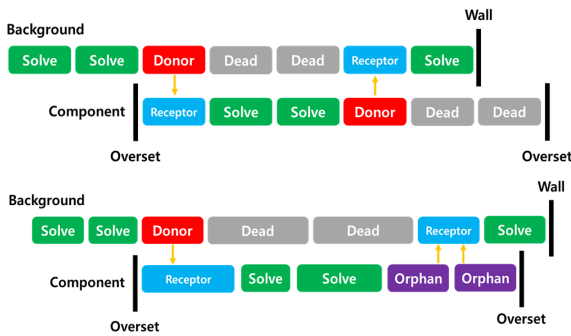 Wall
Background
Solve Solve Donor Dead Dead Receptor Solve
Component
Receptor Solve Solve Donor Dead Dead
Overset Overset
Wall
Background
Solve Solve Donor Dead Dead Receptor Solve
Component
Receptor Solve Solve Orphan Orphan
Overset Overset